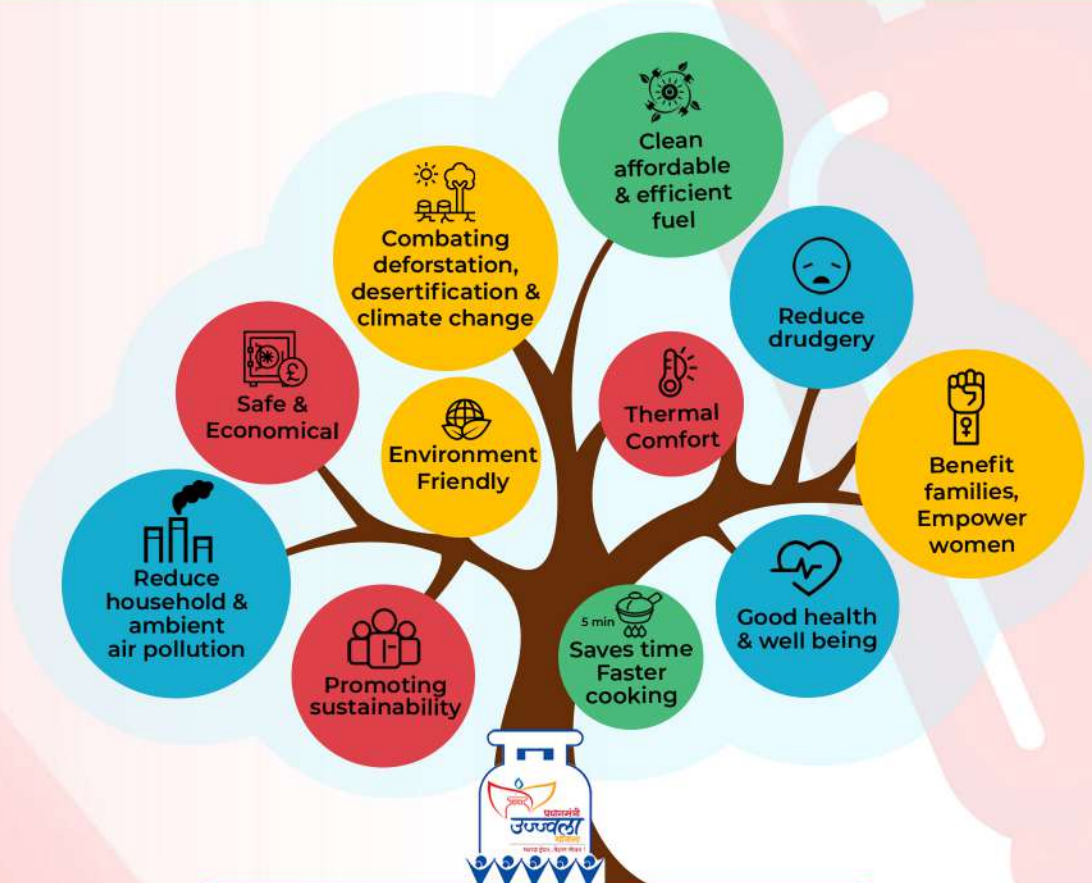 Clean
affordable
& efficient
fuel
Combating
deforstation,
desertification &
climate change
Reduce
drudgery
Safe &
Economical
Thermal
Comfort
Environment
Friendly
Benefit
families,
Empower
women
Reduce
household &
ambient
air pollution
5 min
Saves time
Faster
cooking
Good health
& well being
Promoting
sustainability
प्रधानमंत्री
उज्ज्वला
योजना